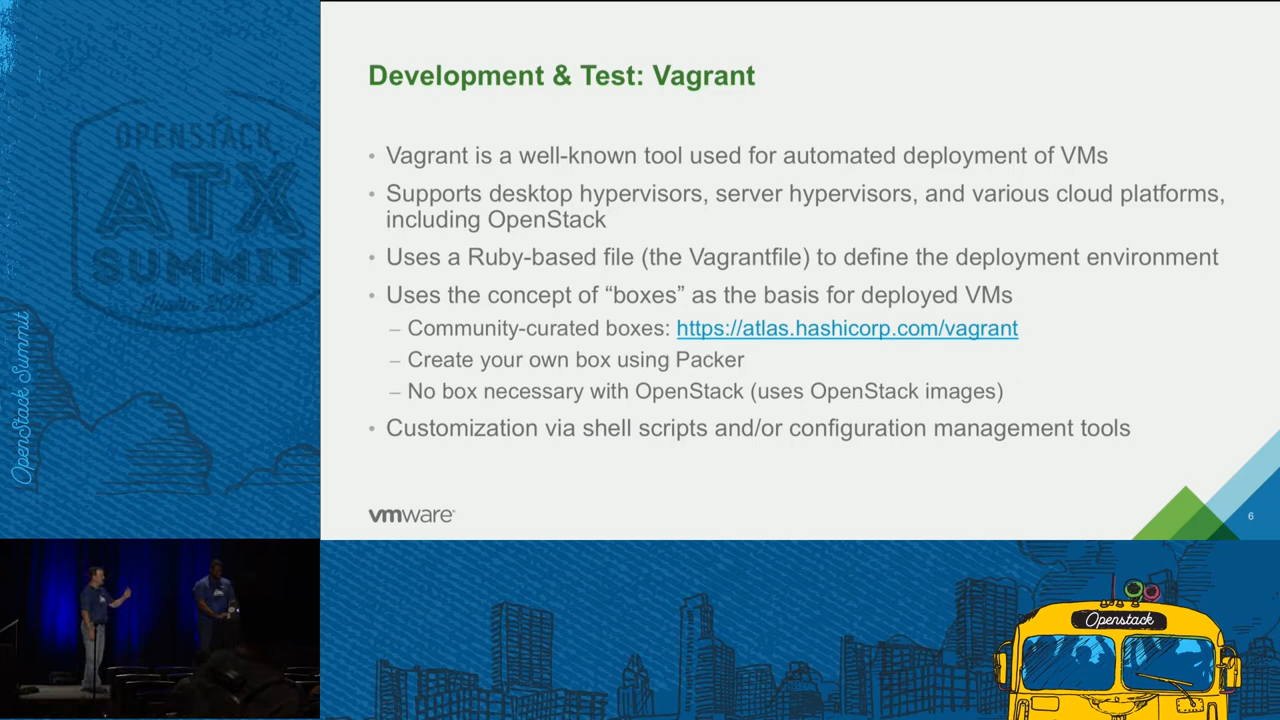 Development & Test: Vagrant
• Vagrant is a well-known tool used for automated deployment of VMs
• Supports desktop hypervisors, server hypervisors, and various cloud platforms,
including OpenStack
• Uses a Ruby-based file (the Vagrantfile) to define the deployment environment
• Uses the concept of “boxes” as the basis for deployed VMs
– Community-curated boxes: https://atlas.hashicorp.com/vagrant
– Create your own box using Packer
– No box necessary with OpenStack (uses OpenStack images)
• Customization via shell scripts and/or configuration management tools
vmware
6
OPENSTACK
ATX
SUMMIT
Austin 2016
OpenStack Summit
Openstack